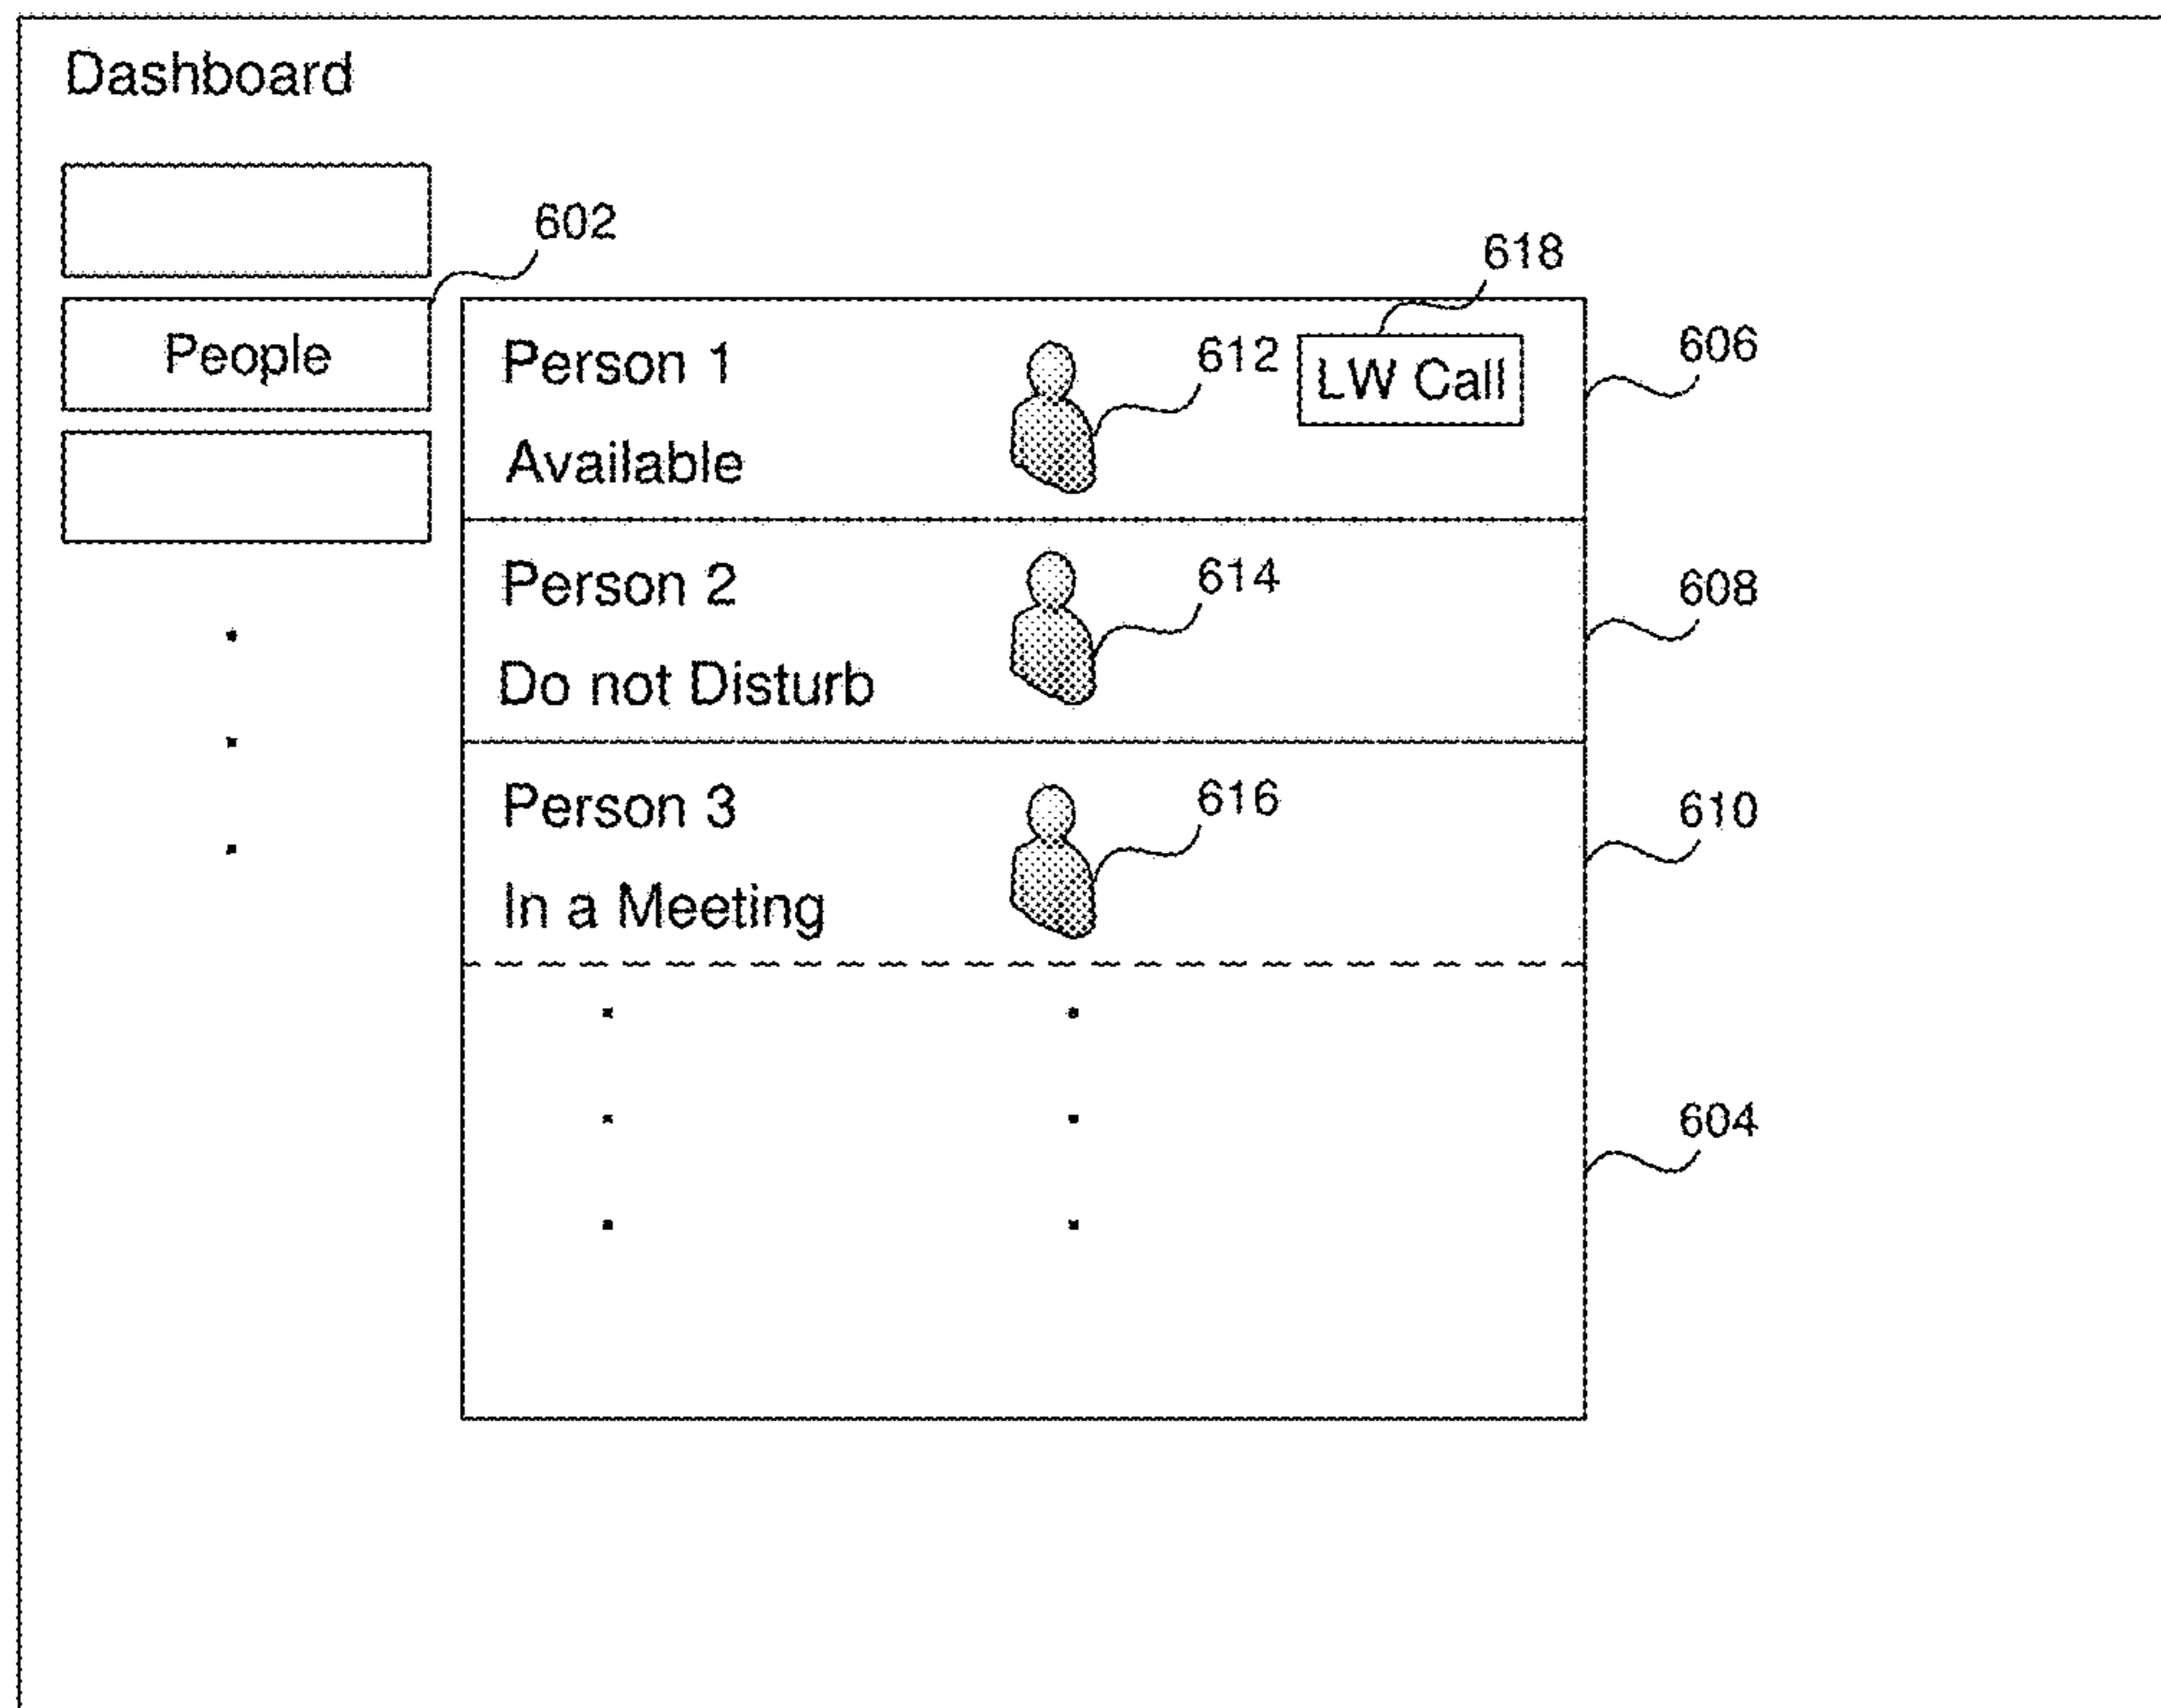 Dashboard
602
618
People
Person 1
612
LW Call
606
Available
Person 2
614
608
Do not Disturb
Person 3
616
610
In a Meeting
604